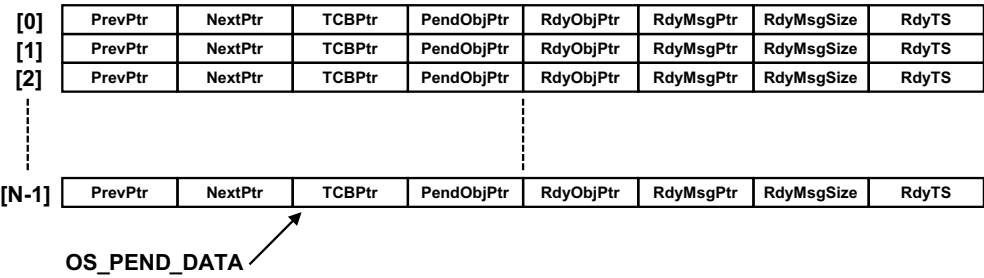 [0] PrevPtr NextPtr TCBPtr PendObjPtr RdyObjPtr RdyMsgPtr RdyMsgSize RdyTS
[1] PrevPtr NextPtr TCBPtr PendObjPtr RdyObjPtr RdyMsgPtr RdyMsgSize RdyTS
[2] PrevPtr NextPtr TCBPtr PendObjPtr RdyObjPtr RdyMsgPtr RdyMsgSize RdyTS
[N-1] PrevPtr NextPtr TCBPtr PendObjPtr RdyObjPtr RdyMsgPtr RdyMsgSize RdyTS
OS_PEND_DATA